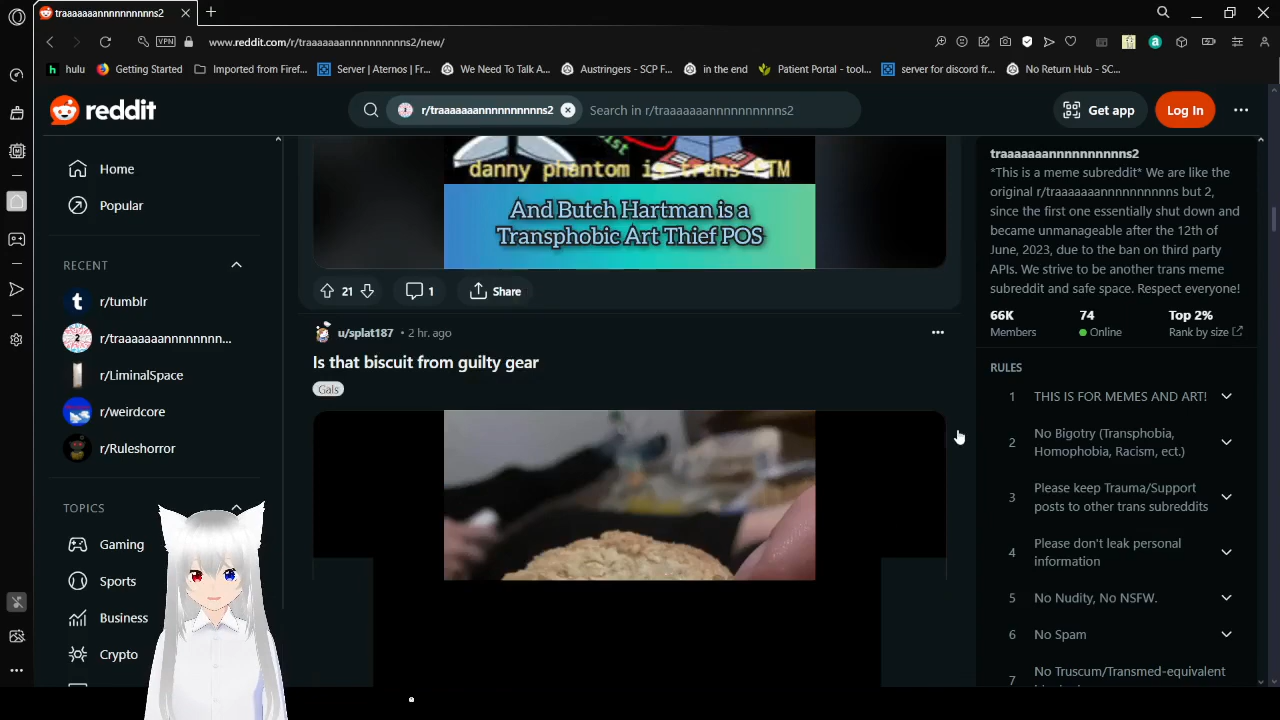 traaaaaaannnnnnnnnns2
VPN
www.reddit.com/r/traaaaaaannnnnnnnnns2/new/
hulu
Getting Started
Imported from Firef...
Server | Aternos | Fr...
We Need To Talk A...
Austringers - SCP F...
in the end
Patient Portal - tool...
server for discord fr...
No Return Hub - SC...
reddit
r/traaaaaaannnnnnnnnns2
Search in r/traaaaaaannnnnnnnnns2
Get app
Log In
Home
Popular
RECENT
r/tumblr
r/traaaaaaannnnnnn...
r/LiminalSpace
r/weirdcore
r/Ruleshorror
TOPICS
Gaming
Sports
Business
Crypto
danny phantom is trans FTM
And Butch Hartman is a
Transphobic Art Thief POS
21
1
Share
u/splat187 • 2 hr. ago
Is that biscuit from guilty gear
Gals
traaaaaaannnnnnnnnns2
*This is a meme subreddit* We are like the
original r/traaaaaaannnnnnnnnns but 2,
since the first one essentially shut down and
became unmanageable after the 12th of
June, 2023, due to the ban on third party
APIs. We strive to be another trans meme
subreddit and safe space. Respect everyone!
66K
Members
74
Online
Top 2%
Rank by size
RULES
1 THIS IS FOR MEMES AND ART!
2 No Bigotry (Transphobia,
Homophobia, Racism, ect.)
3 Please keep Trauma/Support
posts to other trans subreddits
4 Please don't leak personal
information
5 No Nudity, No NSFW.
6 No Spam
7 No Truscum/Transmed-equivalent